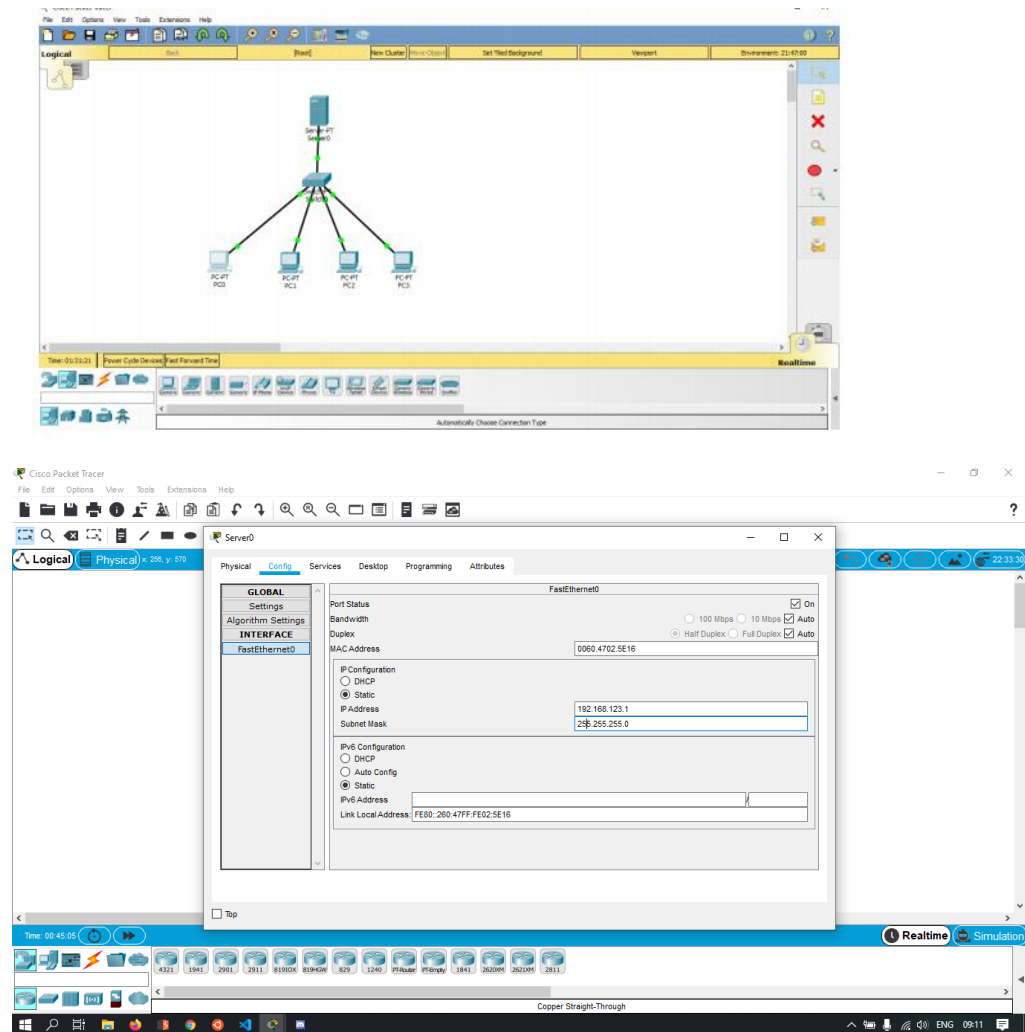 File Edit Options View Tools Extensions Help
Logical Back [Root] New Cluster Move Object Set Tiled Background Viewport Environment: 21:47:00
Server-PT
Server0
PC-PT
PC0
PC-PT
PC1
PC-PT
PC2
PC-PT
PC3
Time: 01:31:21 Power Cycle Devices Fast Forward Time
Realtime
Automatically Choose Connection Type
Cisco Packet Tracer
File Edit Options View Tools Extensions Help
Server0
Logical Physical x: 256, y: 570 22:33:30
Physical Config Services Desktop Programming Attributes
GLOBAL
Settings
Algorithm Settings
INTERFACE
FastEthernet0
FastEthernet0
Port Status On
Bandwidth 100 Mbps 10 Mbps Auto
Duplex Half Duplex Full Duplex Auto
MAC Address 0060.4702.5E16
IP Configuration
DHCP
Static
IP Address 192.168.123.1
Subnet Mask 255.255.255.0
IPv6 Configuration
DHCP
Auto Config
Static
IPv6 Address /
Link Local Address: FE80::260:47FF:FE02:5E16
Top
Time: 00:45:05 Realtime Simulation
4321 1941 2901 2911 819IOX 819HGW 829 1240 PT-Router PT-Empty 1841 2620XM 2621XM 2811
Copper Straight-Through
ENG 09:11